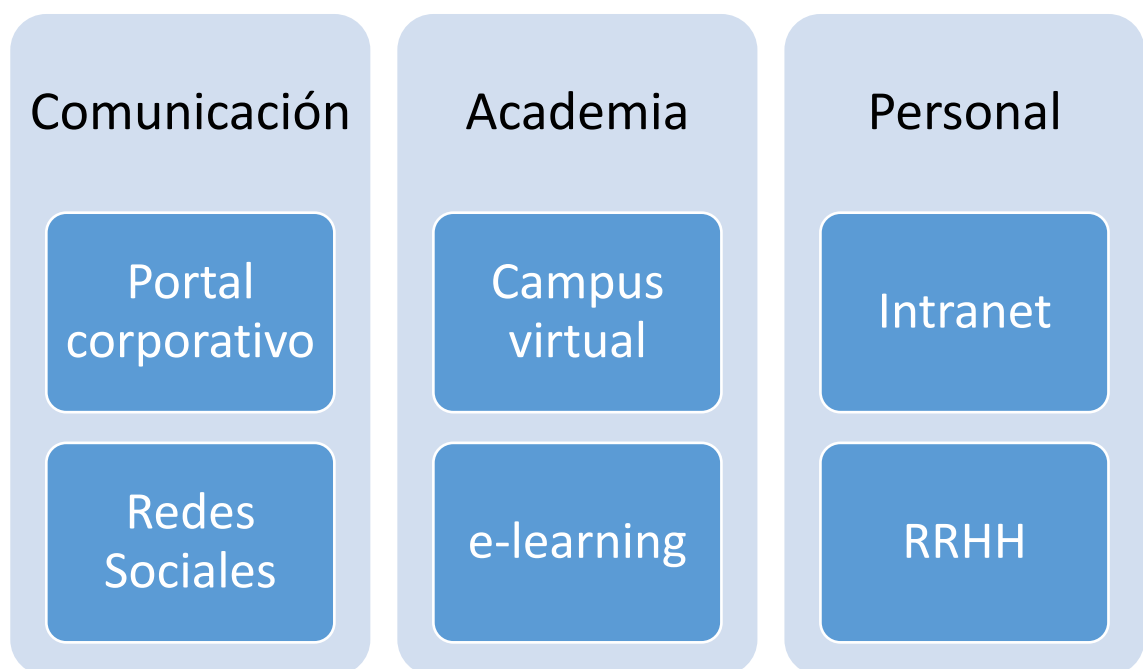 Comunicación
Portal
corporativo
Redes
Sociales
Academia
Campus
virtual
e-learning
Personal
Intranet
RRHH